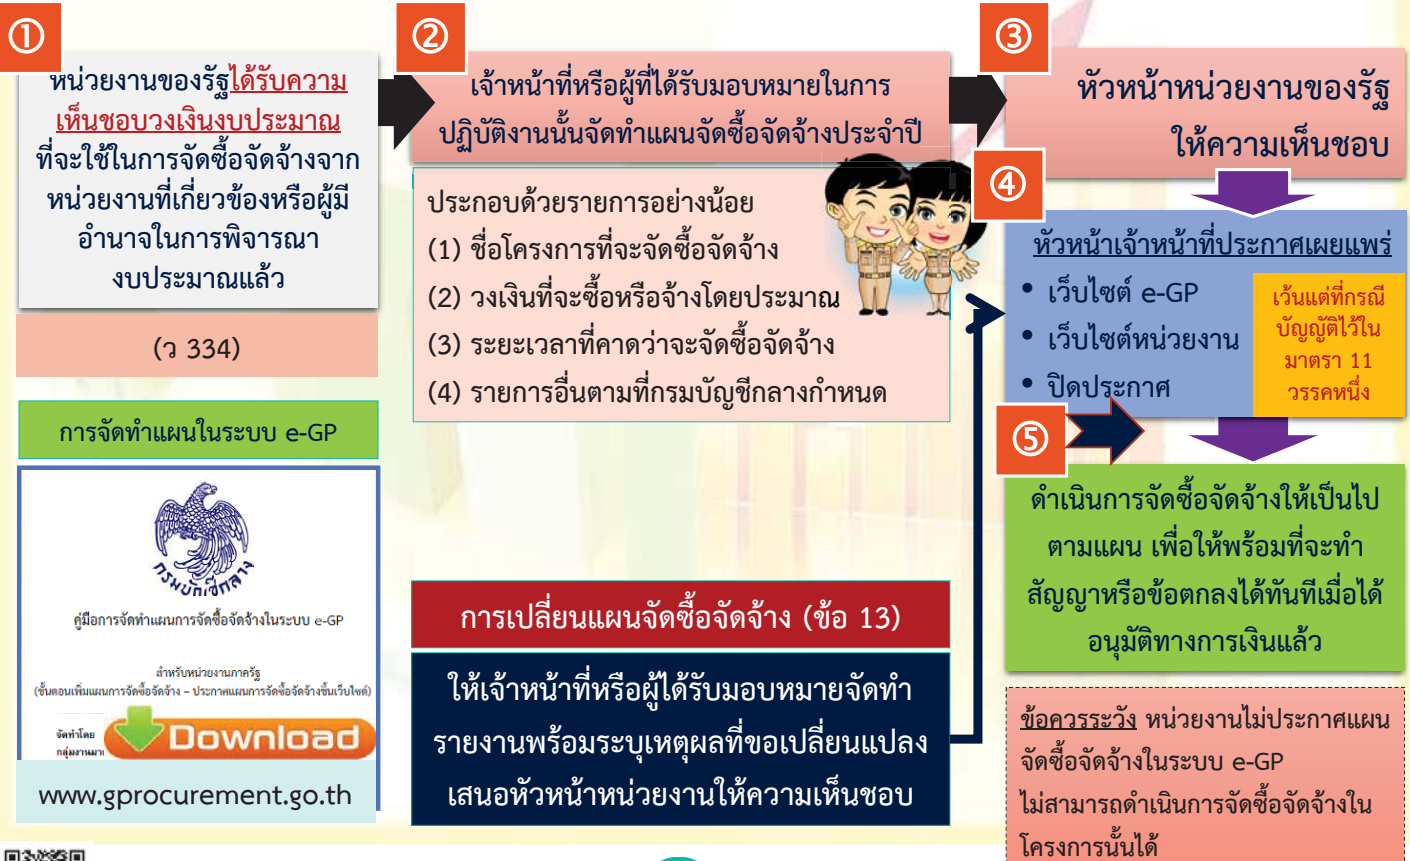 ①
หน่วยงานของรัฐได้รับความ
เห็นชอบวงเงินงบประมาณ
ที่จะใช้ในการจัดซื้อจัดจ้างจาก
หน่วยงานที่เกี่ยวข้องหรือผู้มี
อำนาจในการพิจารณา
งบประมาณแล้ว
(ว 334)
การจัดทำแผนในระบบ e-GP
กรมบัญชีกลาง
คู่มือการจัดทำแผนการจัดซื้อจัดจ้างในระบบ e-GP
สำหรับหน่วยงานภาครัฐ
(ขั้นตอนเพิ่มแผนการจัดซื้อจัดจ้าง – ประกาศแผนการจัดซื้อจัดจ้างขึ้นเว็บไซต์)
จัดทำโดย
Download
www.gprocurement.go.th
②
เจ้าหน้าที่หรือผู้ที่ได้รับมอบหมายในการ
ปฏิบัติงานนั้นจัดทำแผนจัดซื้อจัดจ้างประจำปี
ประกอบด้วยรายการอย่างน้อย
(1) ชื่อโครงการที่จะจัดซื้อจัดจ้าง
(2) วงเงินที่จะซื้อหรือจ้างโดยประมาณ
(3) ระยะเวลาที่คาดว่าจะจัดซื้อจัดจ้าง
(4) รายการอื่นตามที่กรมบัญชีกลางกำหนด
การเปลี่ยนแผนจัดซื้อจัดจ้าง (ข้อ 13)
ให้เจ้าหน้าที่หรือผู้ได้รับมอบหมายจัดทำ
รายงานพร้อมระบุเหตุผลที่ขอเปลี่ยนแปลง
เสนอหัวหน้าหน่วยงานให้ความเห็นชอบ
③
หัวหน้าหน่วยงานของรัฐ
ให้ความเห็นชอบ
④
หัวหน้าเจ้าหน้าที่ประกาศเผยแพร่
• เว็บไซต์ e-GP
• เว็บไซต์หน่วยงาน
• ปิดประกาศ
เว้นแต่ที่กรณี
บัญญัติไว้ใน
มาตรา 11
วรรคหนึ่ง
⑤
ดำเนินการจัดซื้อจัดจ้างให้เป็นไป
ตามแผน เพื่อให้พร้อมที่จะทำ
สัญญาหรือข้อตกลงได้ทันทีเมื่อได้
อนุมัติทางการเงินแล้ว
ข้อควรระวัง หน่วยงานไม่ประกาศแผน
จัดซื้อจัดจ้างในระบบ e-GP
ไม่สามารถดำเนินการจัดซื้อจัดจ้างใน
โครงการนั้นได้